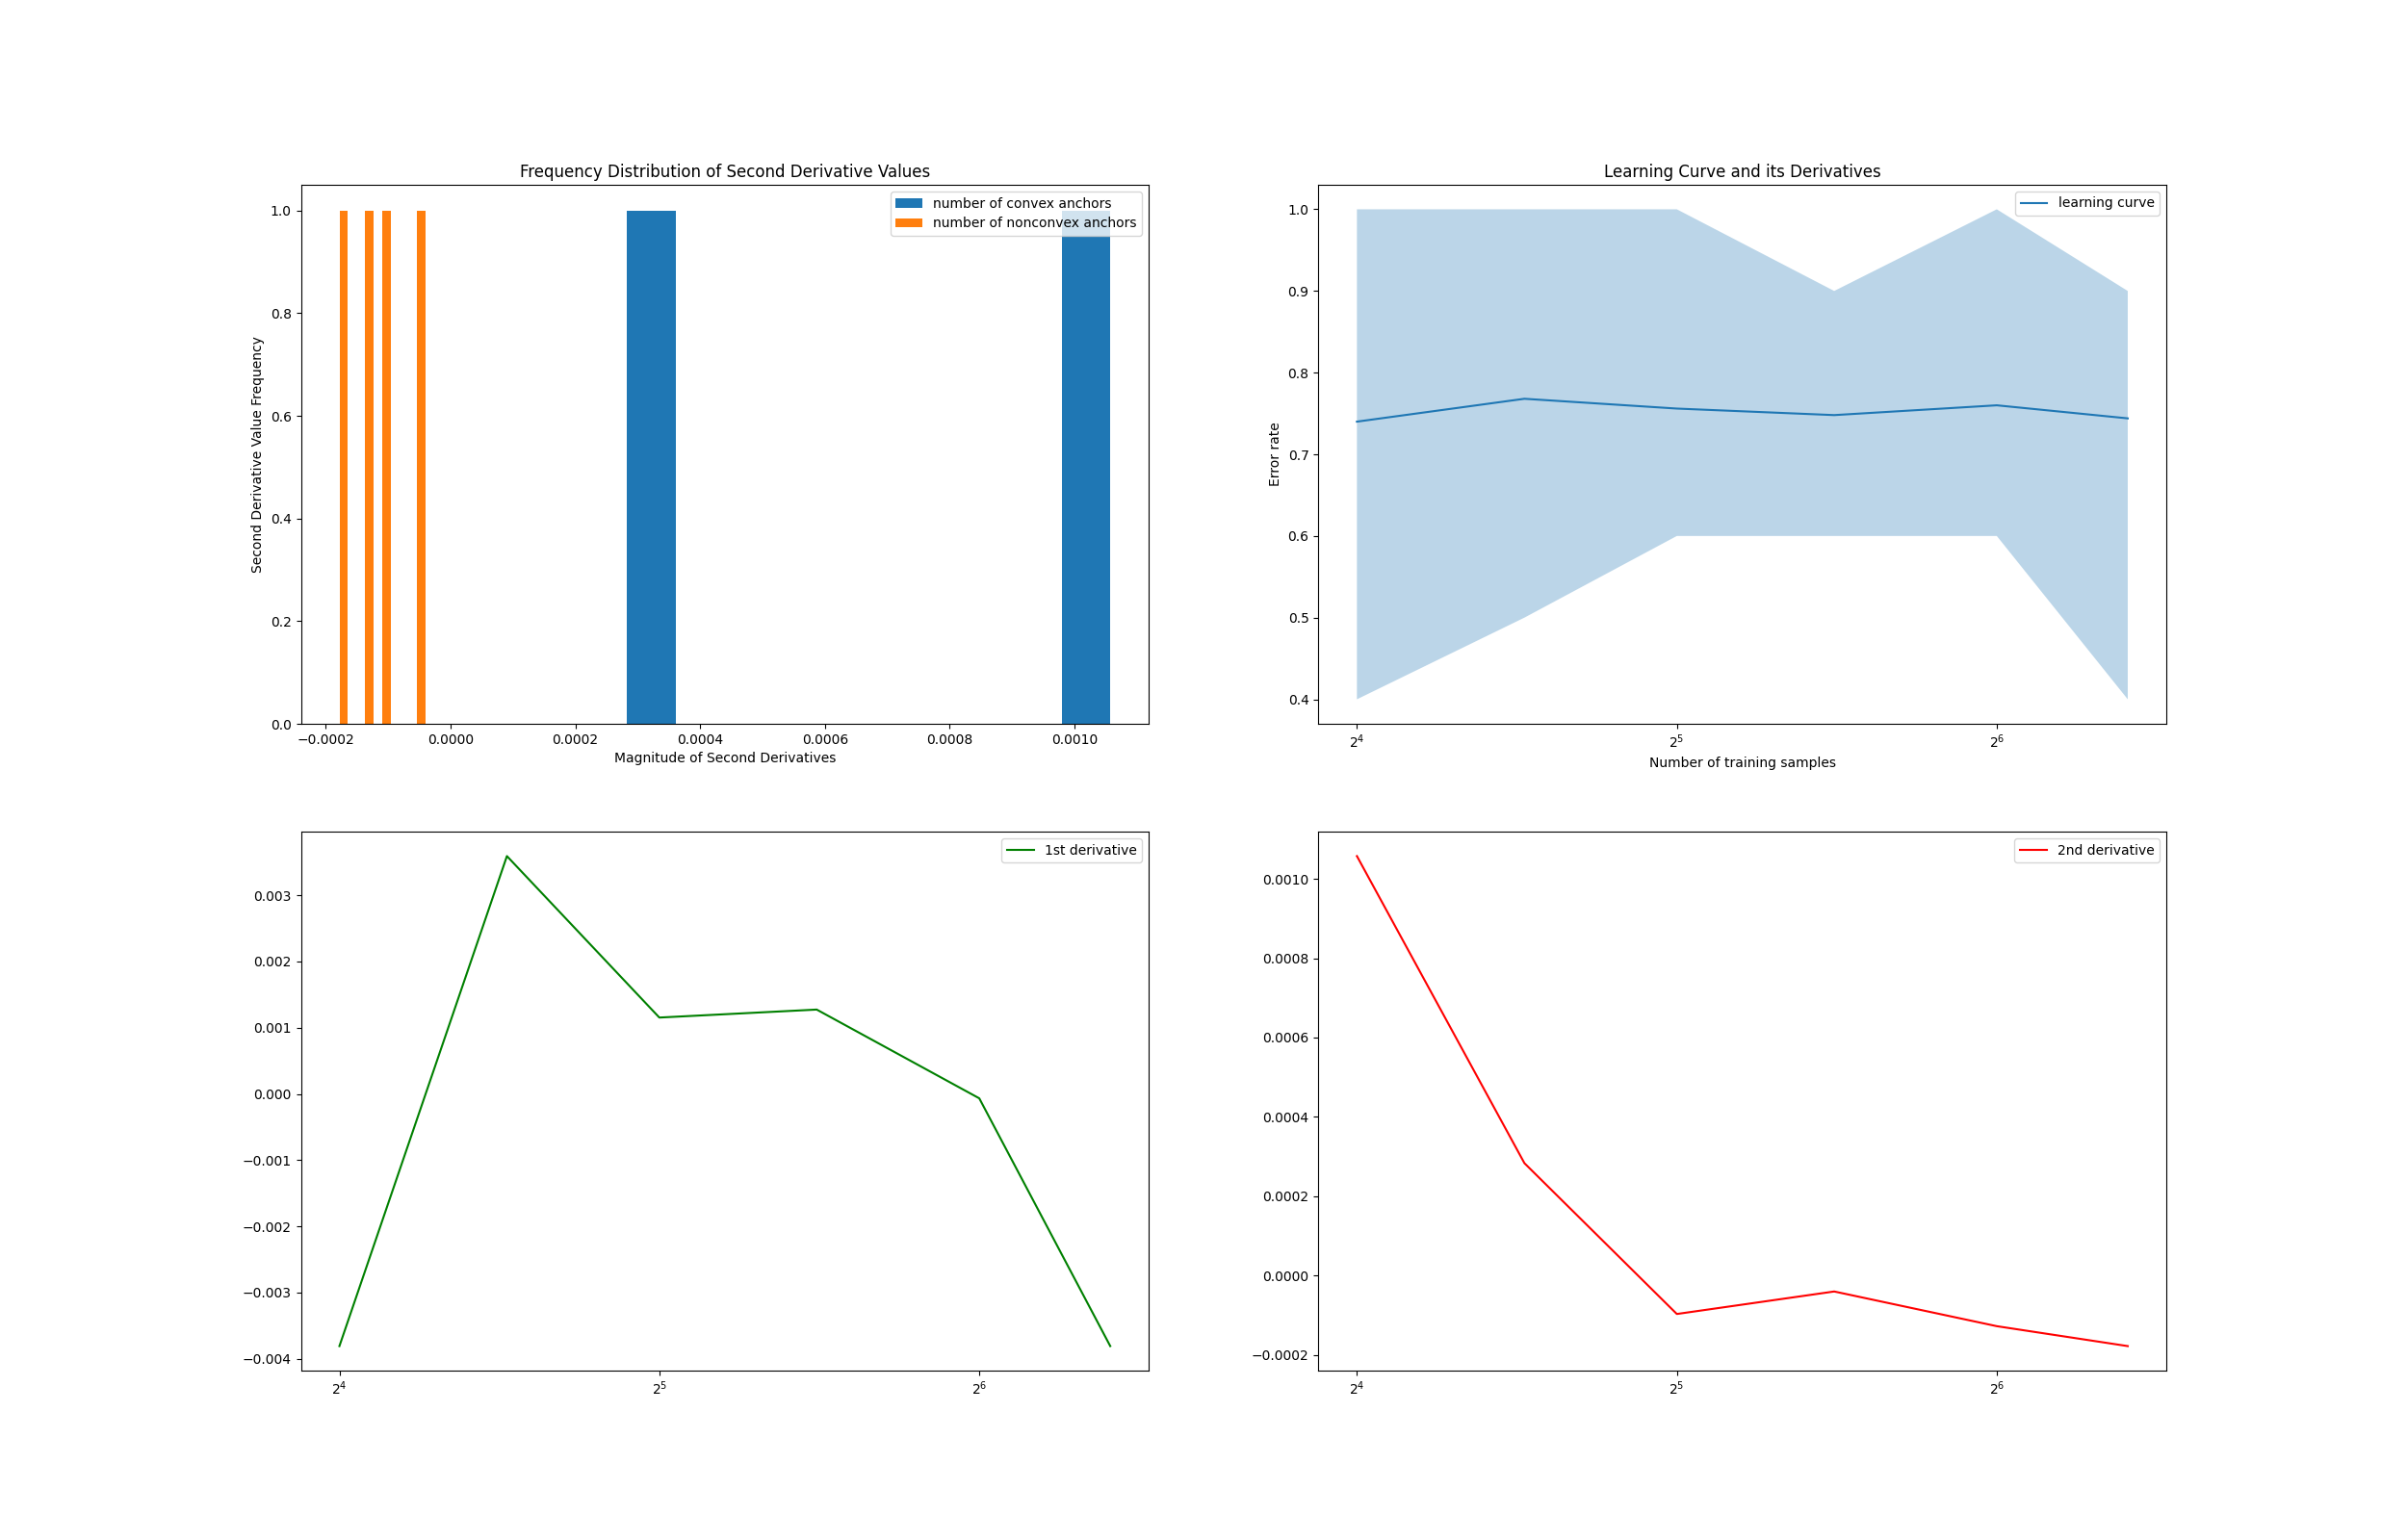 Frequency Distribution of Second Derivative Values
number of convex anchors
number of nonconvex anchors
1.0
0.8
0.6
0.4
0.2
0.0
Second Derivative Value Frequency
−0.0002 0.0000 0.0002 0.0004 0.0006 0.0008 0.0010
Magnitude of Second Derivatives
Learning Curve and its Derivatives
learning curve
1.0
0.9
0.8
0.7
0.6
0.5
0.4
Error rate
2⁴ 2⁵ 2⁶
Number of training samples
1st derivative
0.003
0.002
0.001
0.000
−0.001
−0.002
−0.003
−0.004
2⁴ 2⁵ 2⁶
2nd derivative
0.0010
0.0008
0.0006
0.0004
0.0002
0.0000
−0.0002
2⁴ 2⁵ 2⁶